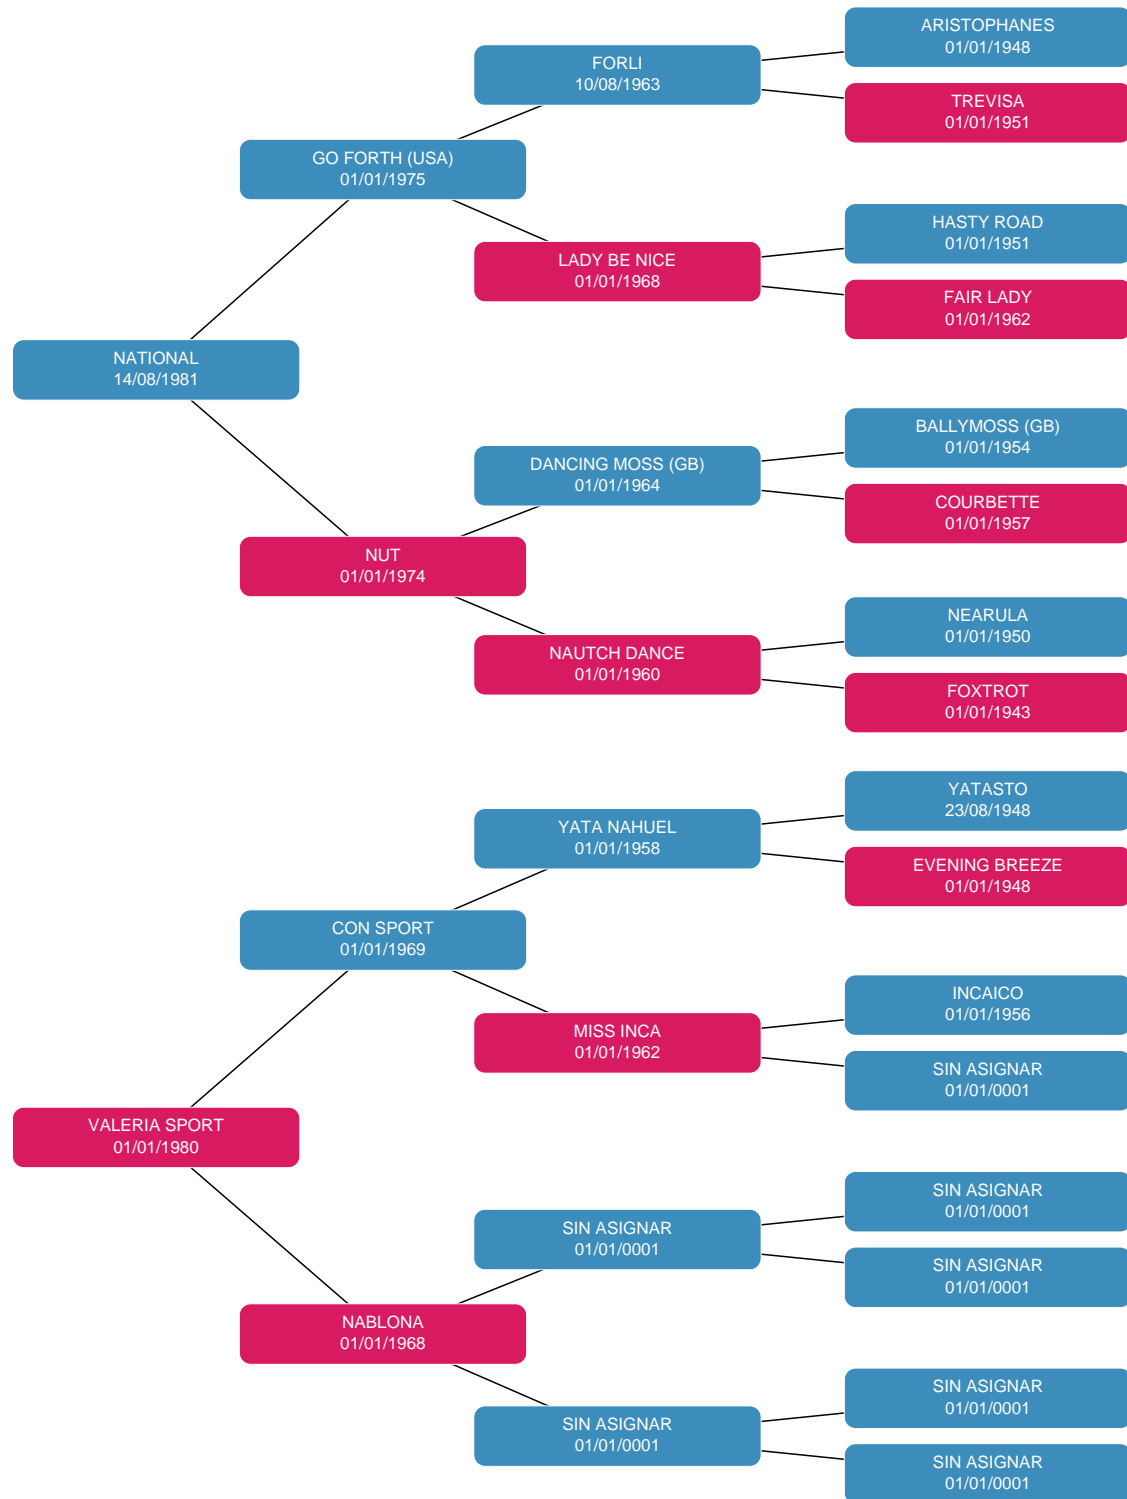 ARISTOPHANES
01/01/1948
FORLI
10/08/1963
TREVISA
01/01/1951
GO FORTH (USA)
01/01/1975
HASTY ROAD
01/01/1951
LADY BE NICE
01/01/1968
FAIR LADY
01/01/1962
NATIONAL
14/08/1981
BALLYMOSS (GB)
01/01/1954
DANCING MOSS (GB)
01/01/1964
COURBETTE
01/01/1957
NUT
01/01/1974
NEARULA
01/01/1950
NAUTCH DANCE
01/01/1960
FOXTROT
01/01/1943
YATASTO
23/08/1948
YATA NAHUEL
01/01/1958
EVENING BREEZE
01/01/1948
CON SPORT
01/01/1969
INCAICO
01/01/1956
MISS INCA
01/01/1962
SIN ASIGNAR
01/01/0001
VALERIA SPORT
01/01/1980
SIN ASIGNAR
01/01/0001
SIN ASIGNAR
01/01/0001
SIN ASIGNAR
01/01/0001
NABLONA
01/01/1968
SIN ASIGNAR
01/01/0001
SIN ASIGNAR
01/01/0001
SIN ASIGNAR
01/01/0001